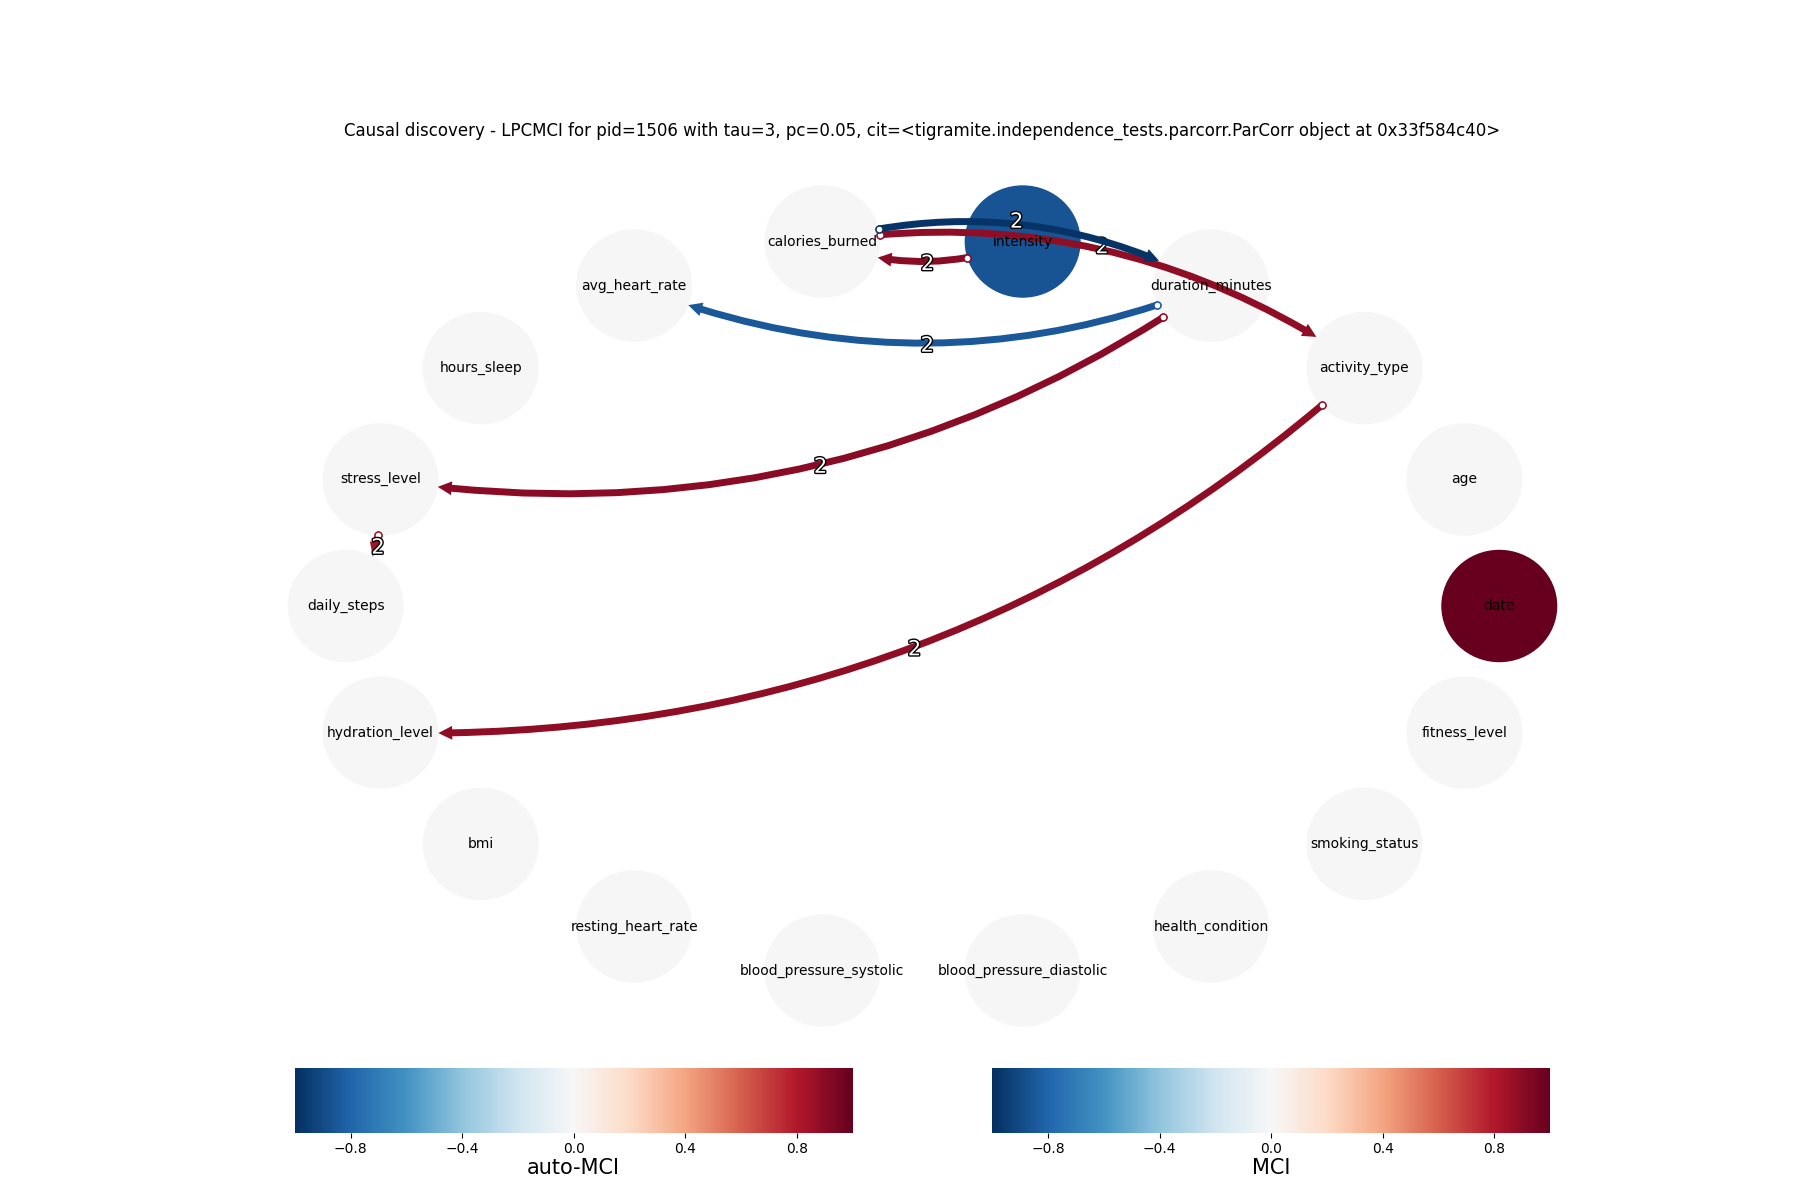 Causal discovery - LPCMCI for pid=1506 with tau=3, pc=0.05, cit=<tigramite.independence_tests.parcorr.ParCorr object at 0x33f584c40>
2
calories_burned
intensity
2
2
avg_heart_rate
duration_minutes
2
hours_sleep
activity_type
2
stress_level
age
2
daily_steps
date
2
hydration_level
fitness_level
bmi
smoking_status
resting_heart_rate
health_condition
blood_pressure_systolic
blood_pressure_diastolic
−0.8 −0.4 0.0 0.4 0.8
auto-MCI
−0.8 −0.4 0.0 0.4 0.8
MCI